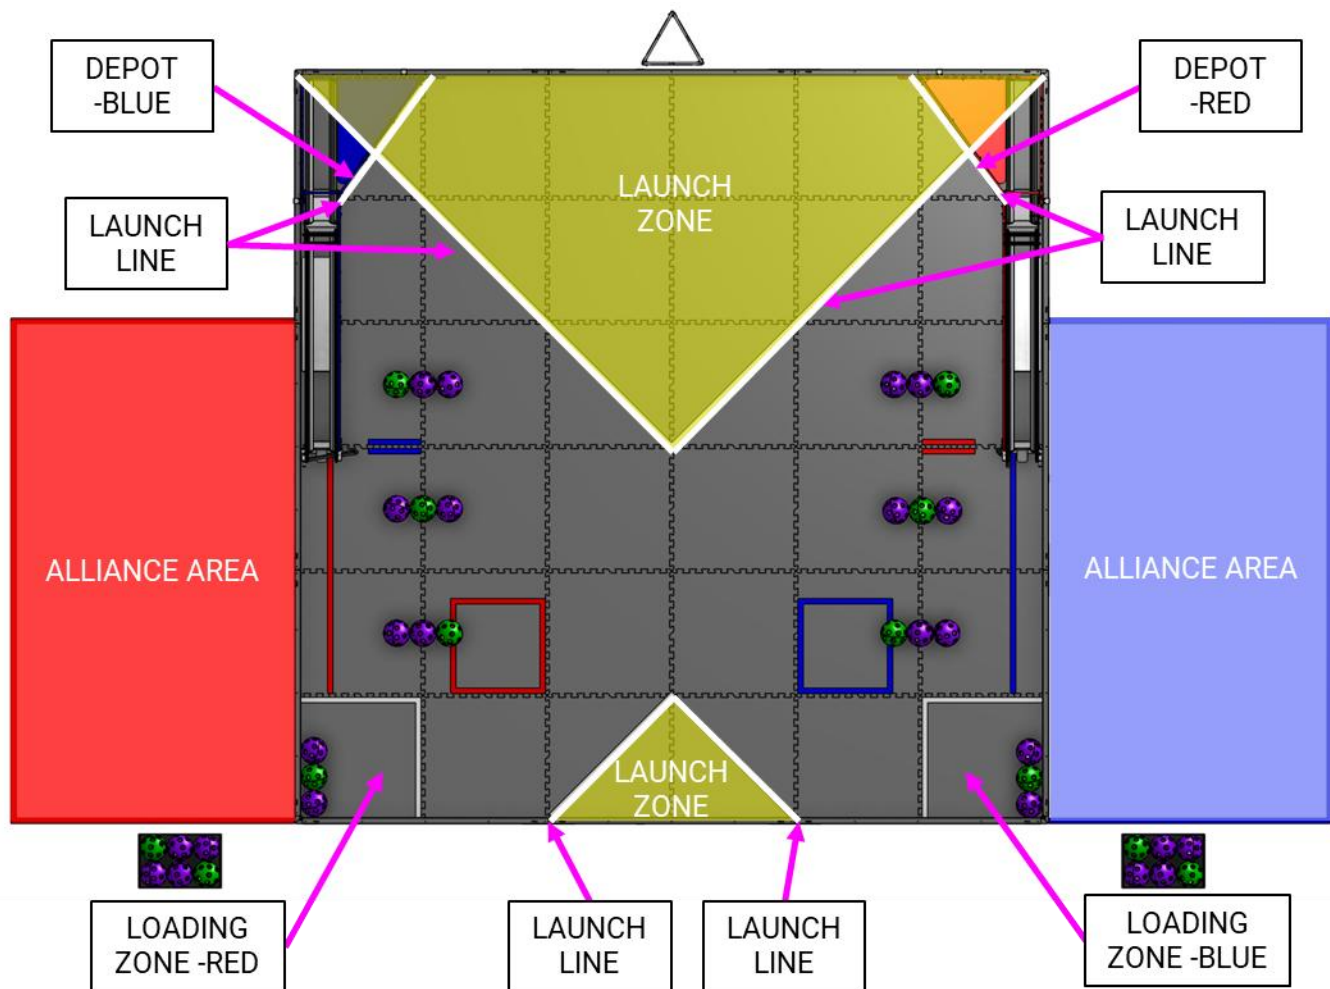 DEPOT
-BLUE
DEPOT
-RED
LAUNCH
ZONE
LAUNCH
LINE
LAUNCH
LINE
ALLIANCE AREA
ALLIANCE AREA
LAUNCH
ZONE
LOADING
ZONE -RED
LAUNCH
LINE
LAUNCH
LINE
LOADING
ZONE -BLUE